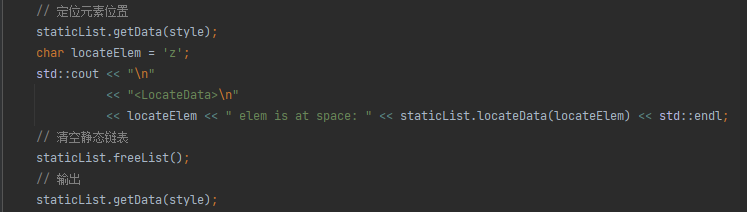 // 定位元素位置
staticList.getData(style);
char locateElem = 'z';
std::cout << "\n"
<< "<LocateData>\n"
<< locateElem << " elem is at space: " << staticList.locateData(locateElem) << std::endl;
// 清空静态链表
staticList.freeList();
// 输出
staticList.getData(style);